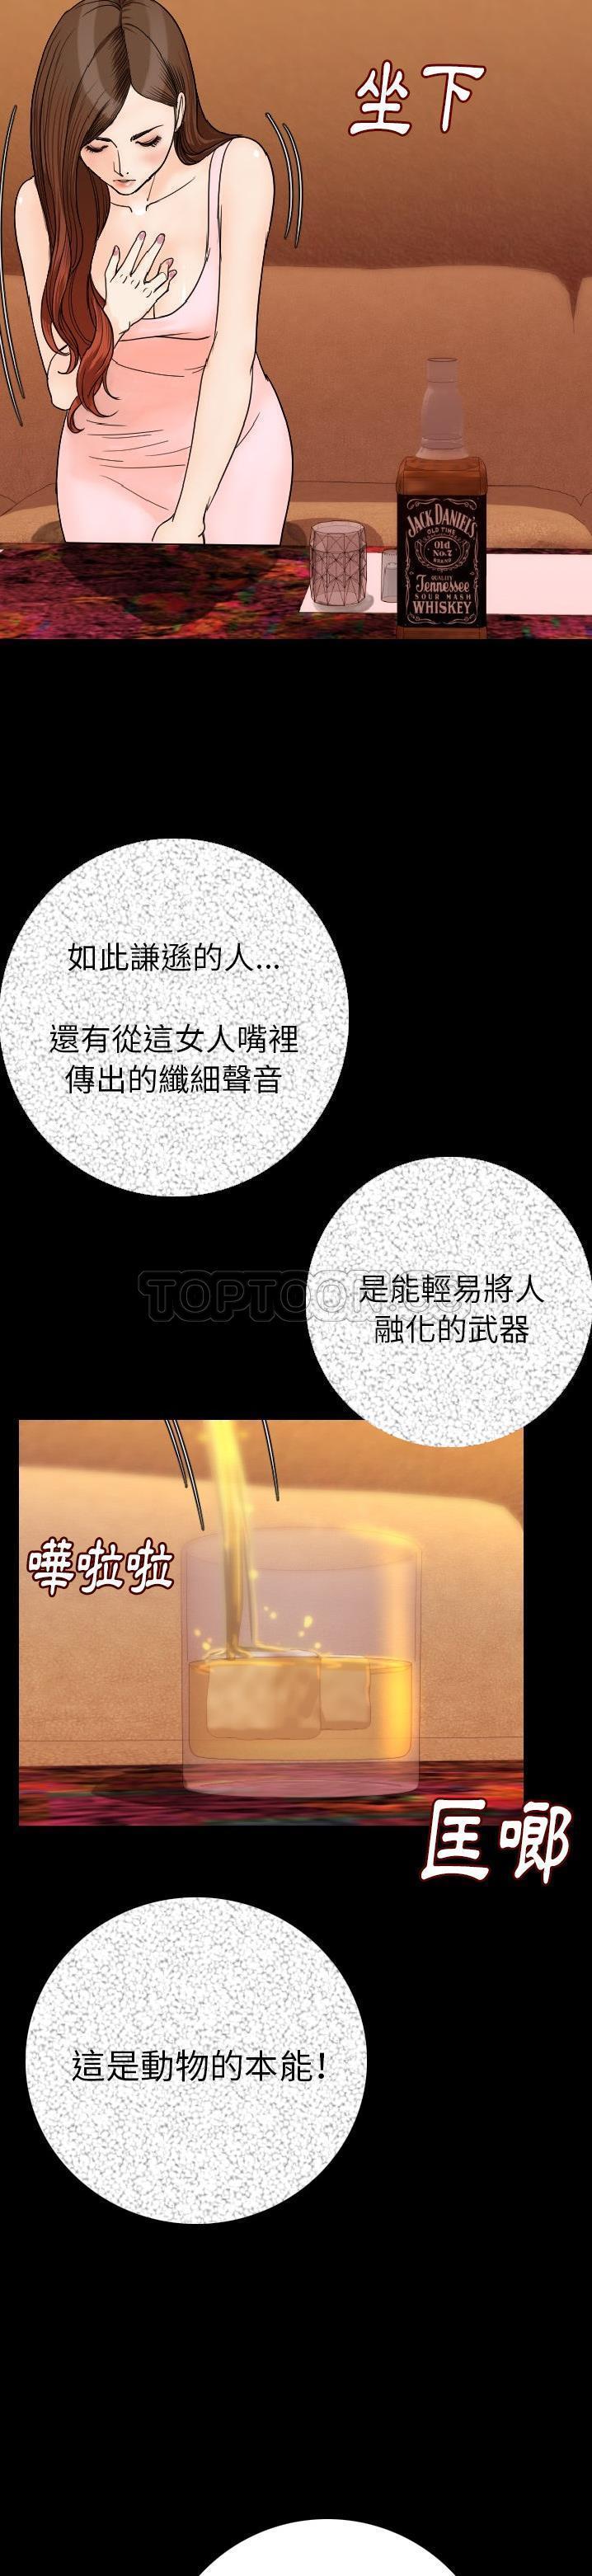 坐下
JACK DANIEL'S
OLD TIME
Old
No.7
BRAND
QUALITY
Tennessee
SOUR MASH
WHISKEY
如此謙遜的人...
還有從這女人嘴裡
傳出的纖細聲音
是能輕易將人
融化的武器
嘩啦啦
匡啷
這是動物的本能!